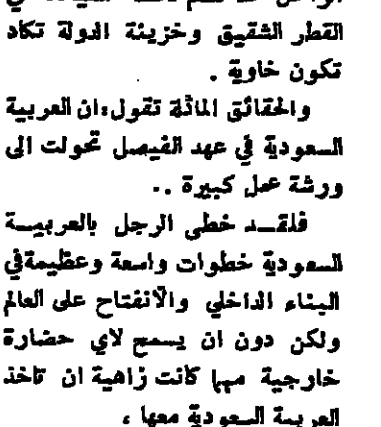 القطر الشقيق وخزينة الدولة تكاد
تكون خاوية .
والحقائق الماثلة تقول،ان العربية
السعودية في عهد الفيصل تحولت الى
ورشة عمل كبيرة ..
فلقــد خطى الرجل بالعربيــة
السعودية خطوات واسعة وعظيمةفي
البناء الداخلي والانفتاح على العالم
ولكن دون ان يسمح لاي حضارة
خارجية مهما كانت زاهية ان تاخذ
العربية السعودية معها ،